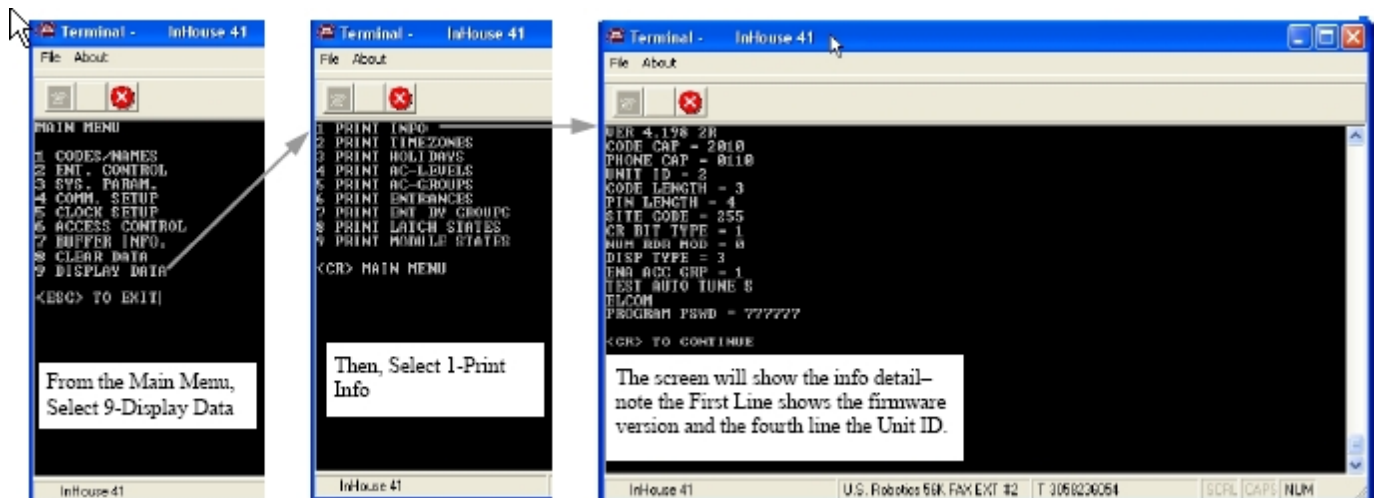 Terminal - InHouse 41
File About
MAIN MENU
1 CODES/NAMES
2 ENT. CONTROL
3 SYS. PARAM.
4 COMM. SETUP
5 CLOCK SETUP
6 ACCESS CONTROL
7 BUFFER INFO.
8 CLEAR DATA
9 DISPLAY DATA
<ESC> TO EXIT
From the Main Menu,
Select 9-Display Data
InHouse 41
Terminal - InHouse 41
File About
1 PRINT INFO
2 PRINT TIMEZONES
3 PRINT HOLIDAYS
4 PRINT AC-LEVELS
5 PRINT AC-GROUPS
6 PRINT ENTRANCES
7 PRINT ENT BY GROUPS
8 PRINT LATCH STATES
9 PRINT MODULE STATES
<CR> MAIN MENU
Then, Select 1-Print
Info
InHouse 41
Terminal - InHouse 41
File About
VER 4.198 2R
CODE CAP = 2010
PHONE CAP = 0110
UNIT ID = 2
CODE LENGTH = 3
PIN LENGTH = 4
SITE CODE = 255
CR BIT TYPE = 1
NUM RDR MOD = 0
DISP TYPE = 3
ENA ACC GRP = 1
TEST AUTO TUNE S
ELCOM
PROGRAM PSWD = 777777
<CR> TO CONTINUE
The screen will show the info detail–
note the First Line shows the firmware
version and the fourth line the Unit ID.
InHouse 41 U.S. Robotics 56K FAX EXT #2 T 3058236054 SCRL CAPS NUM